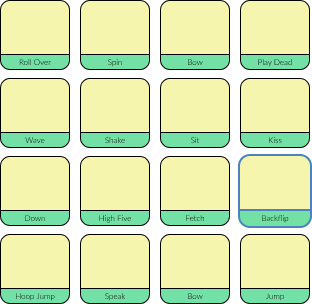 Roll Over
Spin
Bow
Play Dead
Wave
Shake
Sit
Kiss
Down
High Five
Fetch
Backflip
Hoop Jump
Speak
Bow
Jump